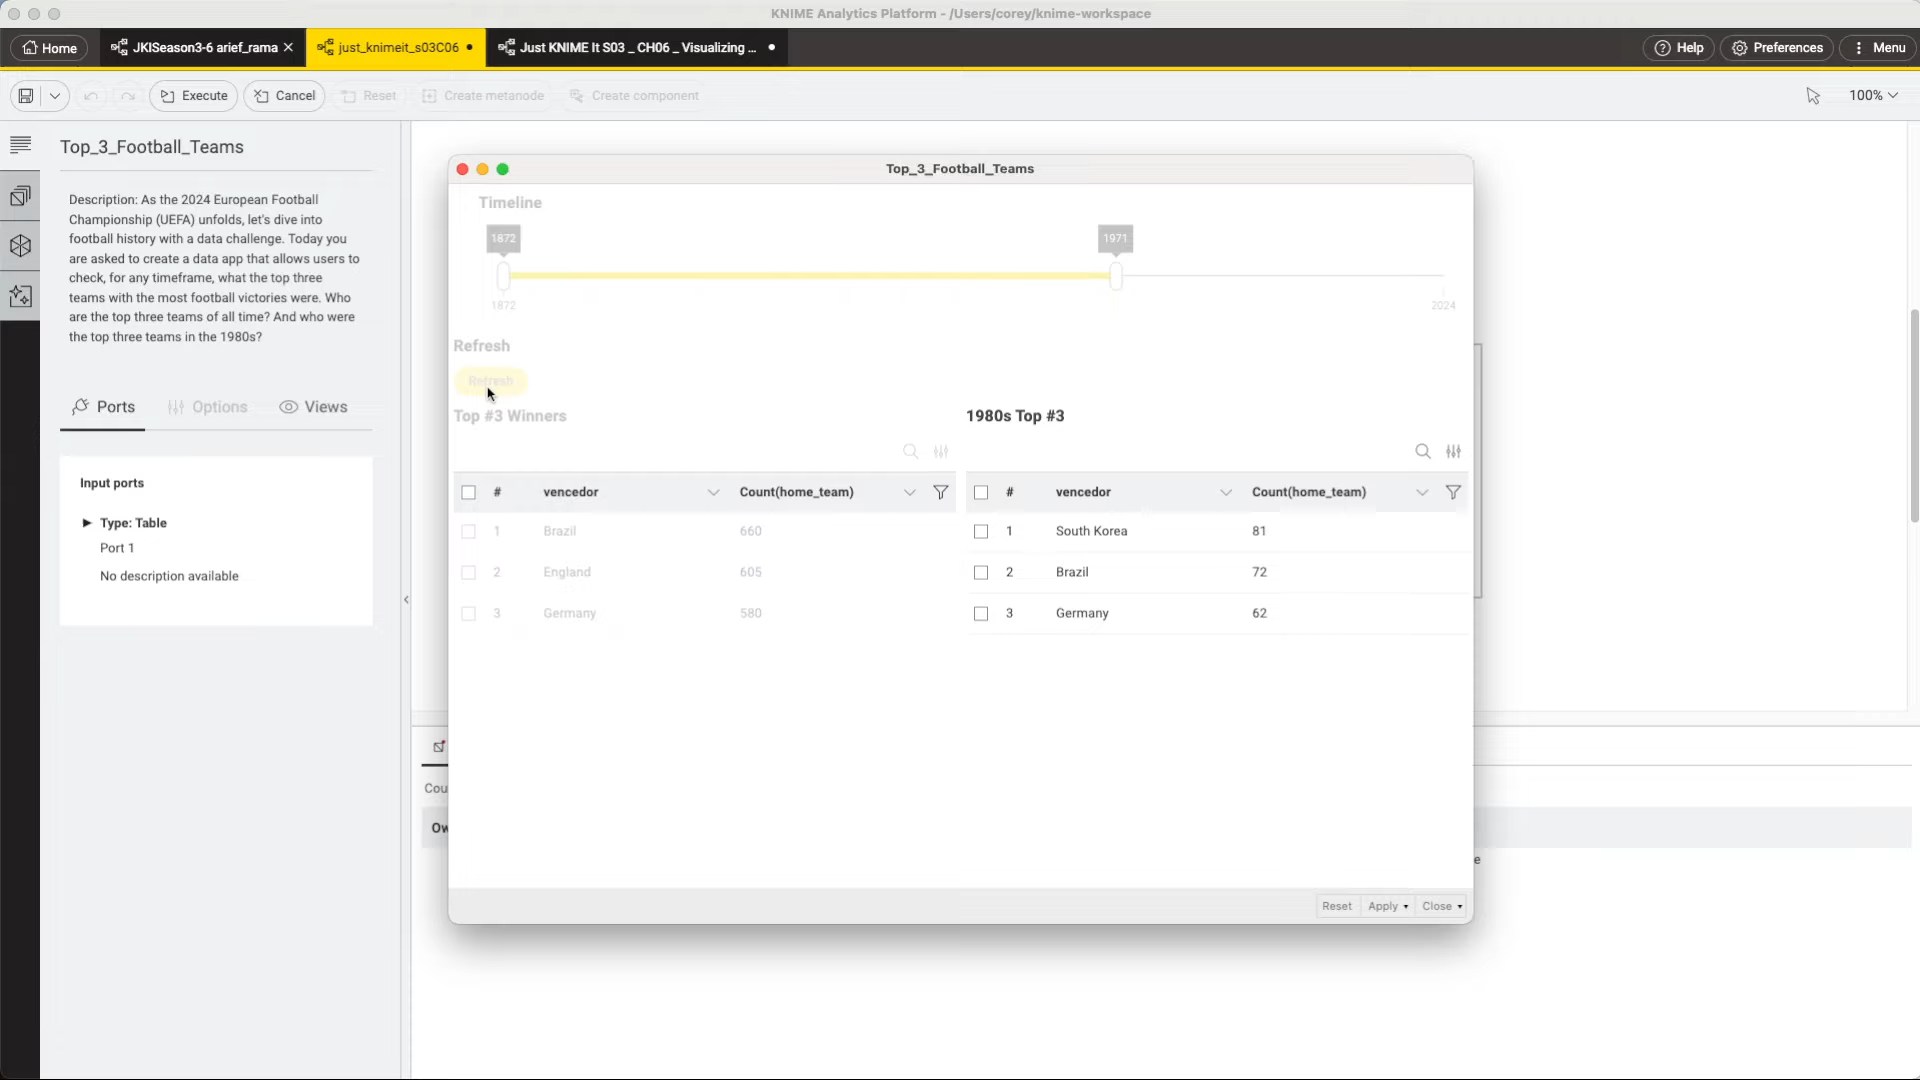 KNIME Analytics Platform - /Users/corey/knime-workspace
Home
JKISeason3-6 arief_rama
just_knimeit_s03C06
Just KNIME It S03 _ CH06 _ Visualizing ...
Help
Preferences
Menu
Execute
Cancel
Reset
Create metanode
Create component
100%
Top_3_Football_Teams
Description: As the 2024 European Football
Championship (UEFA) unfolds, let's dive into
football history with a data challenge. Today you
are asked to create a data app that allows users to
check, for any timeframe, what the top three
teams with the most football victories were. Who
are the top three teams of all time? And who were
the top three teams in the 1980s?
Ports
Options
Views
Input ports
Type: Table
Port 1
No description available
Top_3_Football_Teams
Timeline
1872
1971
1872
2024
Refresh
Refresh
Top #3 Winners
# vencedor Count(home_team)
1 Brazil 660
2 England 605
3 Germany 580
1980s Top #3
# vencedor Count(home_team)
1 South Korea 81
2 Brazil 72
3 Germany 62
Reset
Apply
Close
Cou
Ow
e